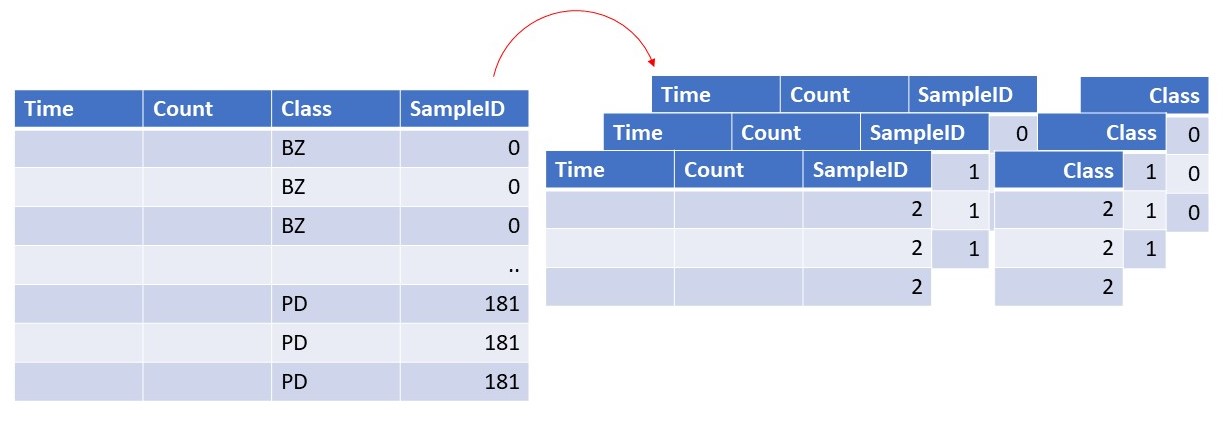 Time Count Class SampleID
BZ 0
BZ 0
BZ 0
..
PD 181
PD 181
PD 181
Time Count SampleID Class
0 0
0
0
Time Count SampleID Class
1 1
1 1
1 1
Time Count SampleID Class
2 2
2 2
2 2